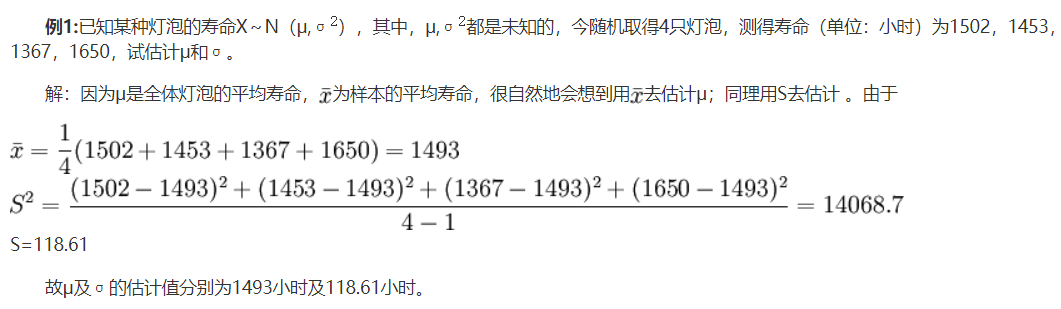 例1:已知某种灯泡的寿命X～N（μ,σ²），其中，μ,σ²都是未知的，今随机取得4只灯泡，测得寿命（单位：小时）为1502，1453，
1367，1650，试估计μ和σ。
解：因为μ是全体灯泡的平均寿命，x̄为样本的平均寿命，很自然地会想到用x̄去估计μ；同理用S去估计 。由于
x̄ = 1/4(1502 + 1453 + 1367 + 1650) = 1493
S² = ((1502 − 1493)² + (1453 − 1493)² + (1367 − 1493)² + (1650 − 1493)²)/(4 − 1) = 14068.7
S=118.61
故μ及σ的估计值分别为1493小时及118.61小时。